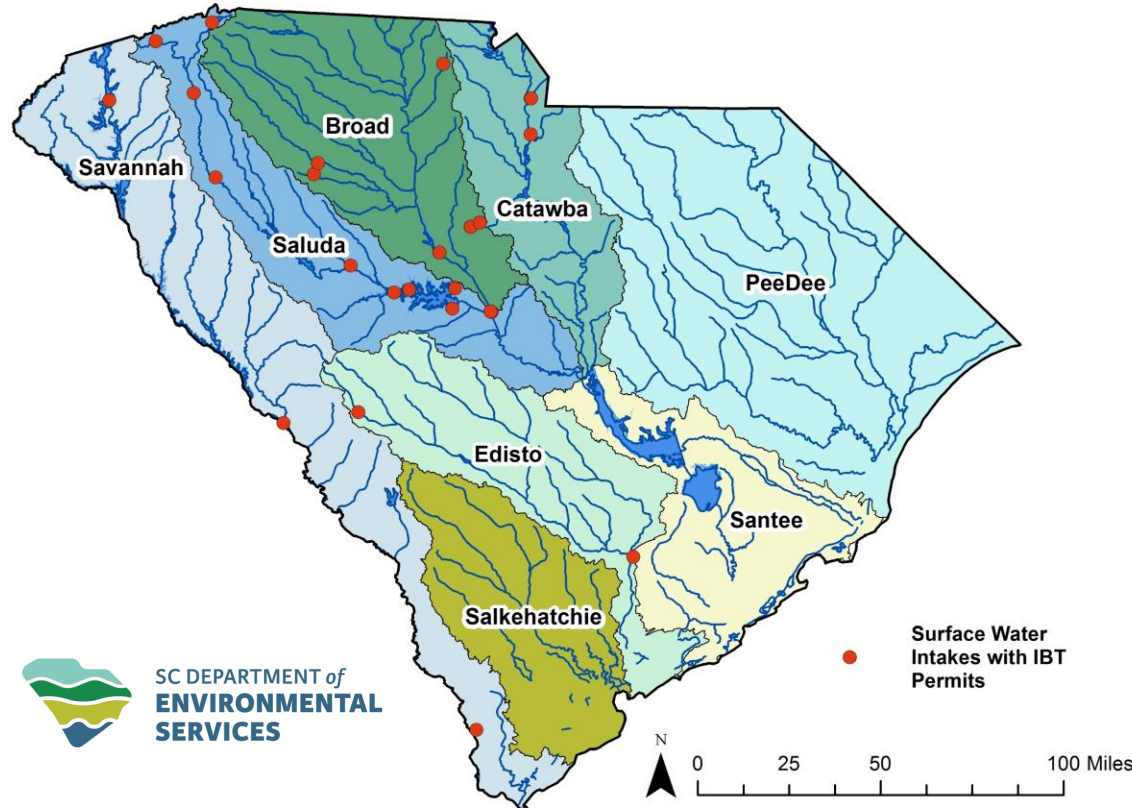 Broad
Savannah
Catawba
Saluda
PeeDee
Edisto
Santee
Salkehatchie
Surface Water
Intakes with IBT
Permits
SC DEPARTMENT of
ENVIRONMENTAL
SERVICES
N
0 25 50 100 Miles